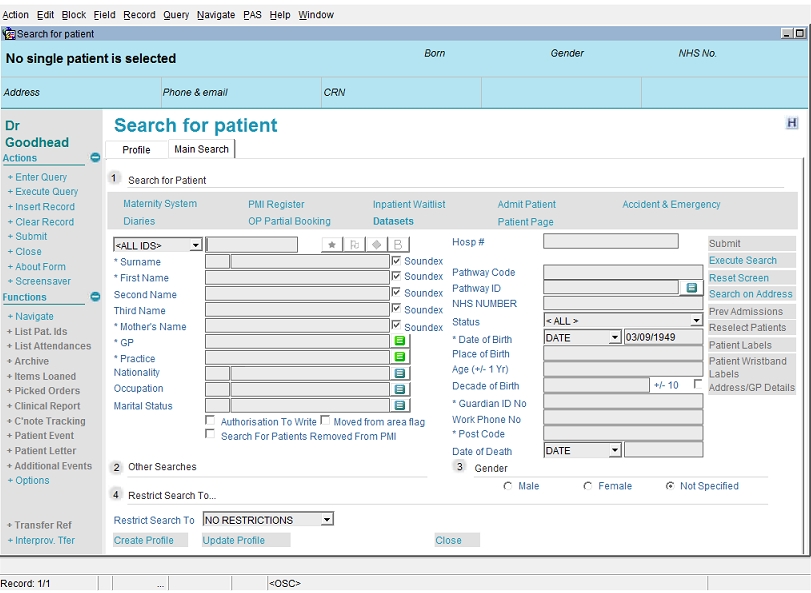 Action Edit Block Field Record Query Navigate PAS Help Window
Search for patient
No single patient is selected
Born
Gender
NHS No.
Address
Phone & email
CRN
Dr
Goodhead
Actions
+ Enter Query
+ Execute Query
+ Insert Record
+ Clear Record
+ Submit
+ Close
+ About Form
+ Screensaver
Functions
+ Navigate
+ List Pat. Ids
+ List Attendances
+ Archive
+ Items Loaned
+ Picked Orders
+ Clinical Report
+ C'note Tracking
+ Patient Event
+ Patient Letter
+ Additional Events
+ Options
+ Transfer Ref
+ Interprov. Tfer
Search for patient
H
Profile
Main Search
1 Search for Patient
Maternity System
PMI Register
Inpatient Waitlist
Admit Patient
Accident & Emergency
Diaries
OP Partial Booking
Datasets
Patient Page
<ALL IDS>
B
* Surname
Soundex
* First Name
Soundex
Second Name
Soundex
Third Name
Soundex
* Mother's Name
Soundex
* GP
* Practice
Nationality
Occupation
Marital Status
Authorisation To Write
Moved from area flag
Search For Patients Removed From PMI
Hosp #
Pathway Code
Pathway ID
NHS NUMBER
Status
< ALL >
* Date of Birth
DATE
03/09/1949
Place of Birth
Age (+/- 1 Yr)
Decade of Birth
+/- 10
* Guardian ID No
Work Phone No
* Post Code
Date of Death
DATE
Submit
Execute Search
Reset Screen
Search on Address
Prev Admissions
Reselect Patients
Patient Labels
Patient Wristband
Labels
Address/GP Details
2 Other Searches
3 Gender
Male
Female
Not Specified
4 Restrict Search To...
Restrict Search To
NO RESTRICTIONS
Create Profile
Update Profile
Close
Record: 1/1
...
<OSC>